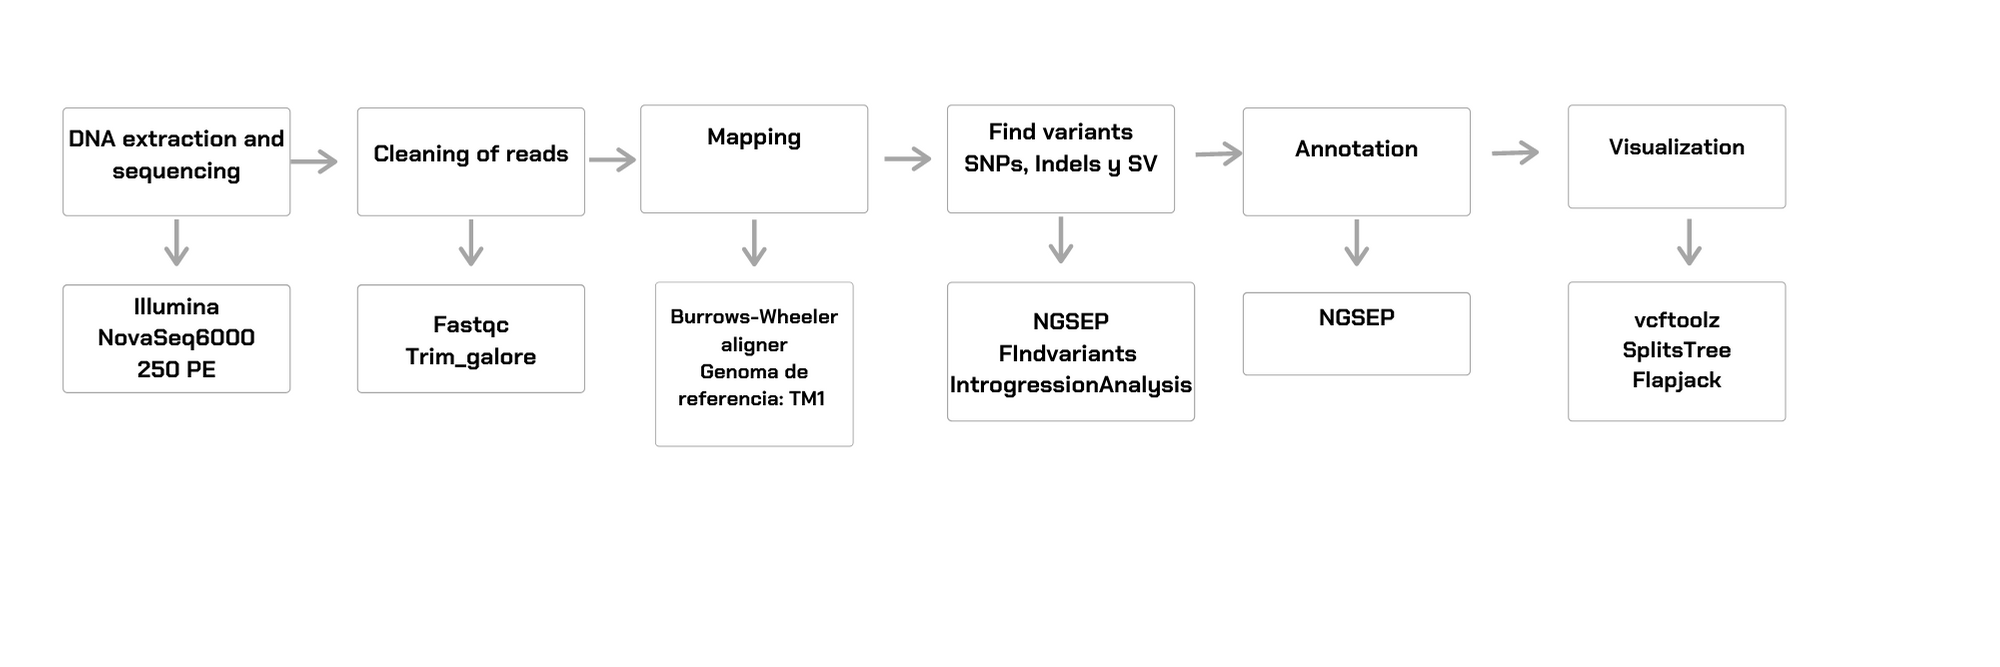 DNA extraction and
sequencing
Cleaning of reads
Mapping
Find variants
SNPs, Indels y SV
Annotation
Visualization
Illumina
NovaSeq6000
250 PE
Fastqc
Trim_galore
Burrows-Wheeler
aligner
Genoma de
referencia: TM1
NGSEP
FIndvariants
IntrogressionAnalysis
NGSEP
vcftoolz
SplitsTree
Flapjack